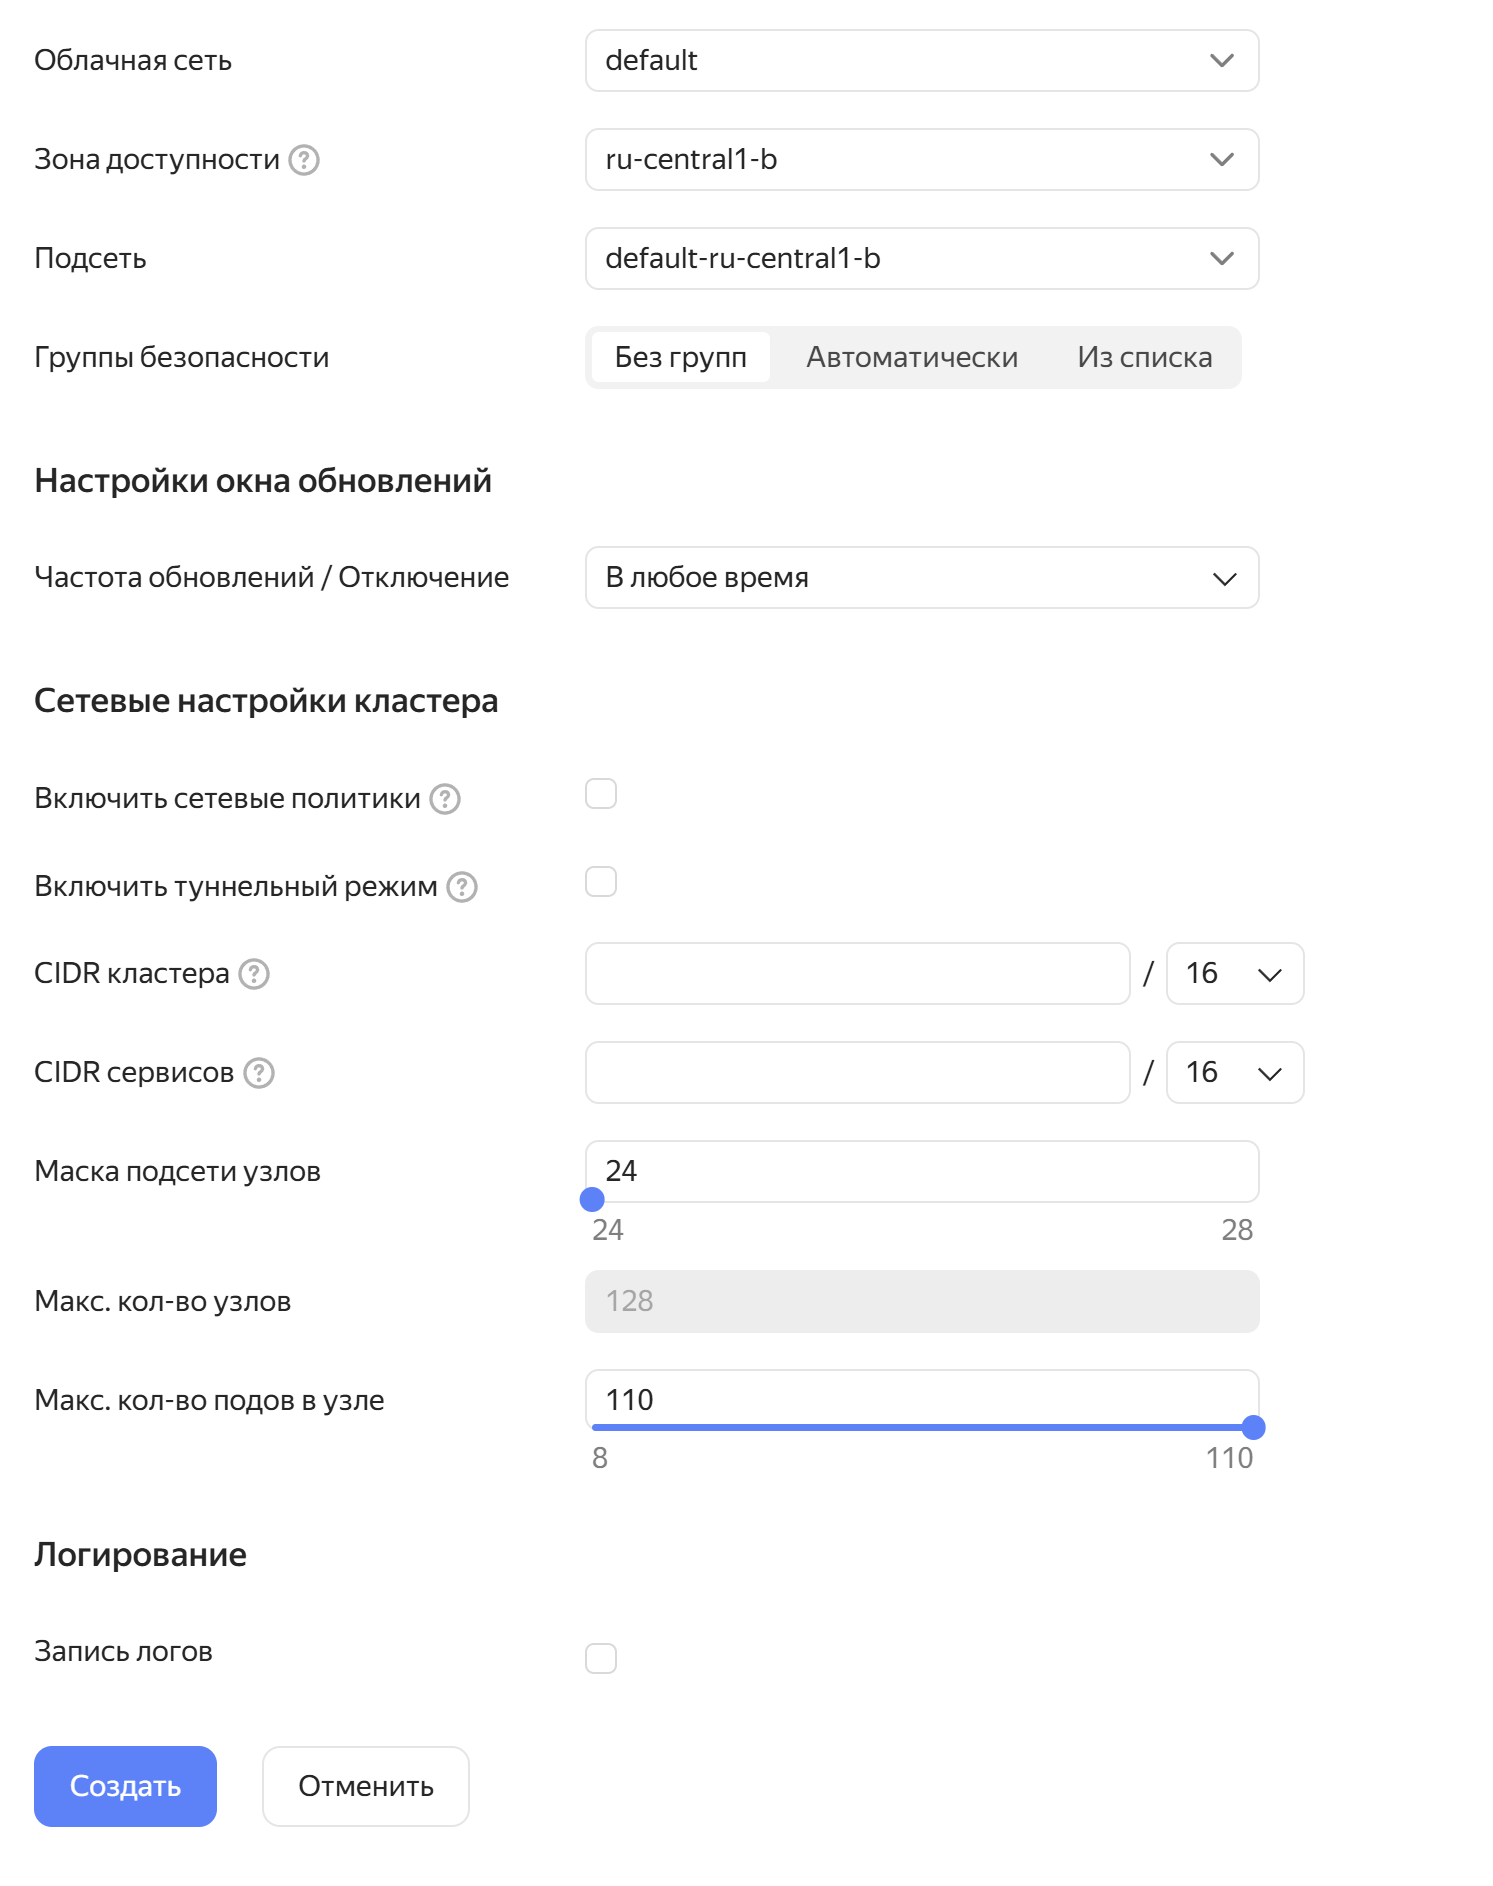 Облачная сеть default
Зона доступности ? ru-central1-b
Подсеть default-ru-central1-b
Группы безопасности Без групп Автоматически Из списка
Настройки окна обновлений
Частота обновлений / Отключение В любое время
Сетевые настройки кластера
Включить сетевые политики ?
Включить туннельный режим ?
CIDR кластера ? / 16
CIDR сервисов ? / 16
Маска подсети узлов 24
24 28
Макс. кол-во узлов 128
Макс. кол-во подов в узле 110
8 110
Логирование
Запись логов
Создать Отменить